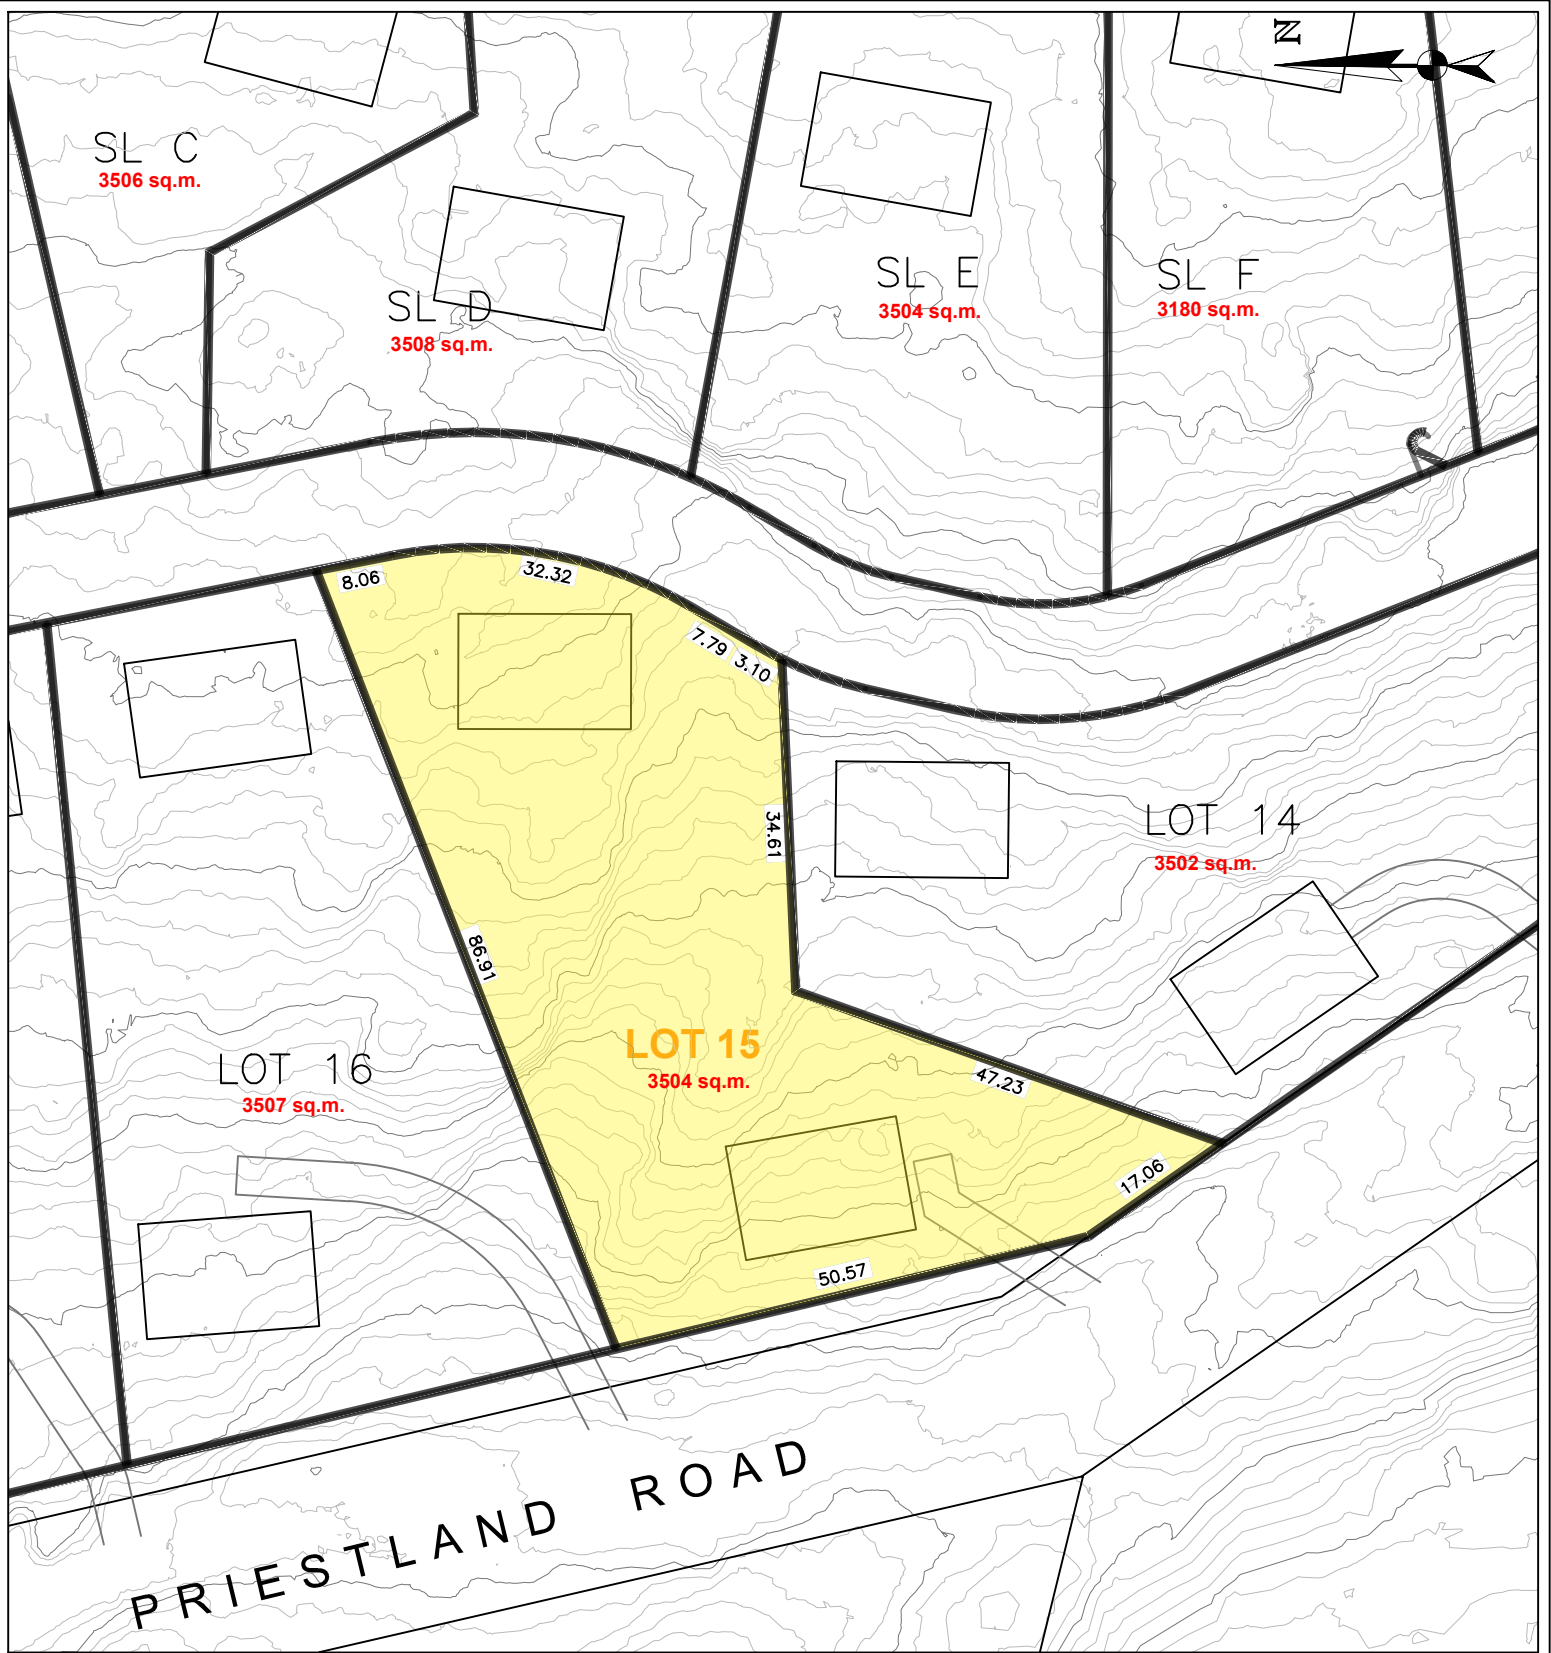 N
SL C
3506 sq.m.
SL D
3508 sq.m.
SL E
3504 sq.m.
SL F
3180 sq.m.
8.06
32.32
7.79
3.10
34.61
LOT 14
3502 sq.m.
86.91
LOT 15
3504 sq.m.
LOT 16
3507 sq.m.
47.23
17.06
50.57
PRIESTLAND ROAD